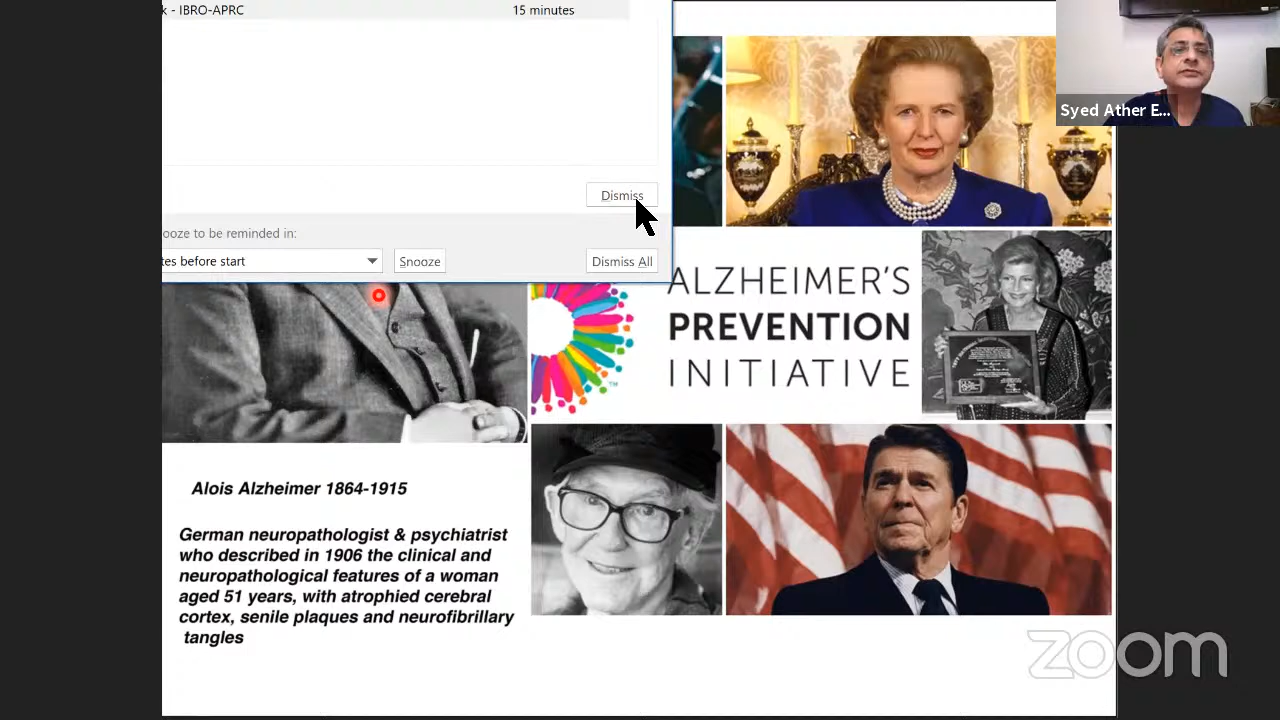 k - IBRO-APRC 15 minutes
Dismiss
ooze to be reminded in:
tes before start
Snooze
Dismiss All
Syed Ather E...
ALZHEIMER'S
PREVENTION
INITIATIVE
TM
Alois Alzheimer 1864-1915
German neuropathologist & psychiatrist
who described in 1906 the clinical and
neuropathological features of a woman
aged 51 years, with atrophied cerebral
cortex, senile plaques and neurofibrillary
tangles
zoom